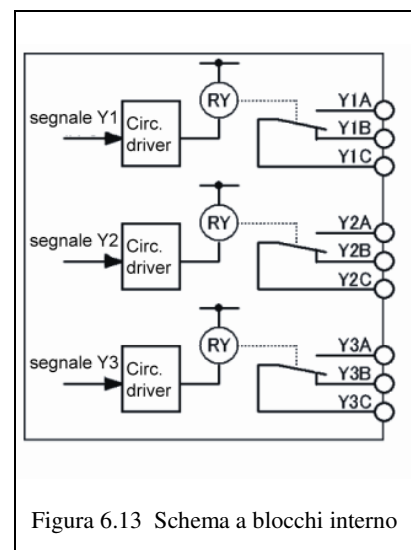 segnale Y1
Circ.
driver
RY
Y1A
Y1B
Y1C
segnale Y2
Circ.
driver
RY
Y2A
Y2B
Y2C
segnale Y3
Circ.
driver
RY
Y3A
Y3B
Y3C
Figura 6.13 Schema a blocchi interno